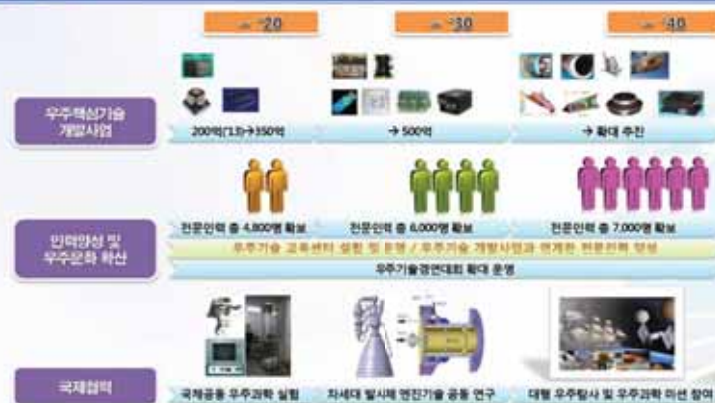 ~ '20
~ '30
~ '40
우주핵심기술
개발사업
200억('13)→350억
→ 500억
→ 확대 추진
인력양성 및
우주문화 확산
전문인력 총 4,800명 확보
전문인력 총 6,000명 확보
전문인력 총 7,000명 확보
우주기술 교육센터 설립 및 운영 / 우주기술 개발사업과 연계한 전문인력 양성
우주기술경연대회 확대 운영
국제협력
국제공동 우주과학 실험
차세대 발사체 엔진기술 공동 연구
대형 우주탐사 및 우주과학 미션 참여